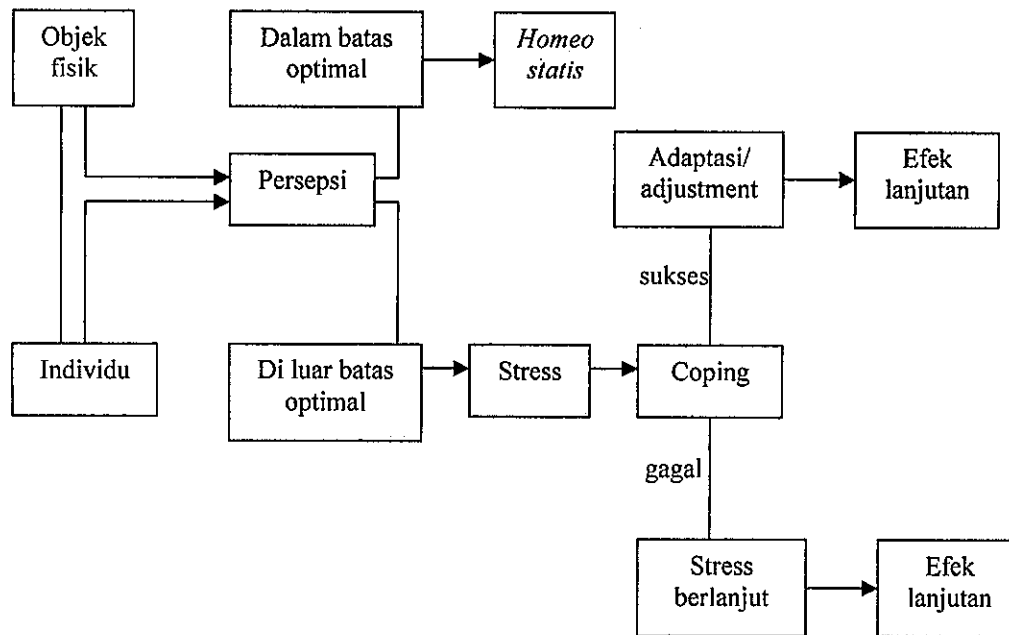 Objek
fisik
Dalam batas
optimal
Homeo
statis
Persepsi
Adaptasi/
adjustment
Efek
lanjutan
sukses
Individu
Di luar batas
optimal
Stress
Coping
gagal
Stress
berlanjut
Efek
lanjutan